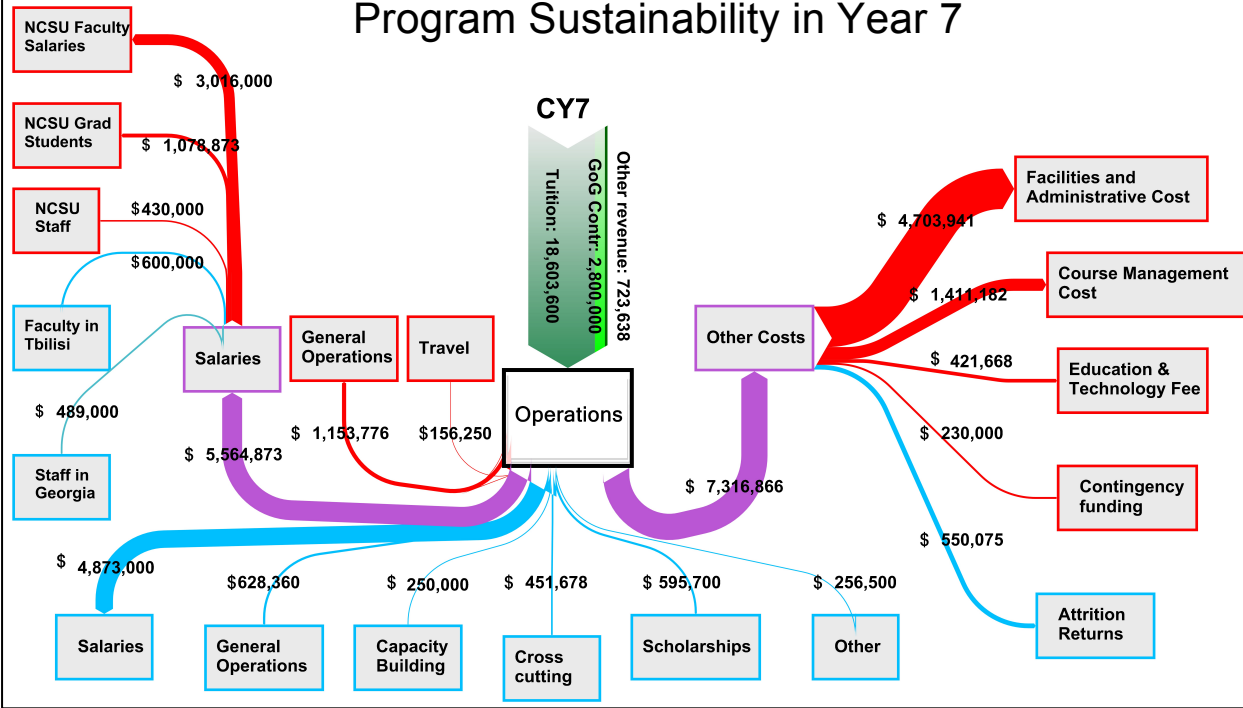 Program Sustainability in Year 7
NCSU Faculty
Salaries
$ 3,016,000
NCSU Grad
Students
$ 1,078,873
NCSU
Staff
$430,000
$600,000
Faculty in
Tbilisi
$ 489,000
Staff in
Georgia
Salaries
$ 5,564,873
General
Operations
$ 1,153,776
Travel
$156,250
CY7
Tuition: 18,603,600
GoG Contr: 2,800,000
Other revenue: 723,638
Operations
Other Costs
$ 7,316,866
$ 4,703,941
Facilities and
Administrative Cost
$ 1,411,182
Course Management
Cost
$ 421,668
Education &
Technology Fee
$ 230,000
Contingency
funding
$ 550,075
Attrition
Returns
$ 4,873,000
Salaries
$628,360
General
Operations
$ 250,000
Capacity
Building
$ 451,678
Cross
cutting
$ 595,700
Scholarships
$ 256,500
Other